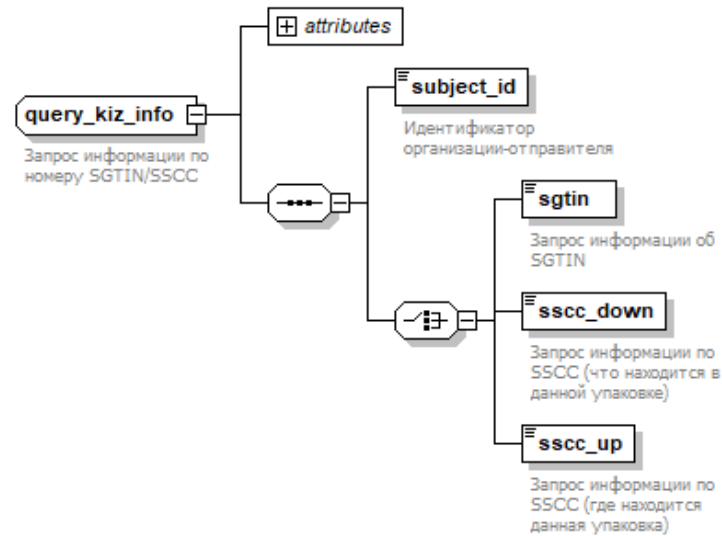 attributes
query_kiz_info
Запрос информации по
номеру SGTIN/SSCC
subject_id
Идентификатор
организации-отправителя
sgtin
Запрос информации об
SGTIN
sscc_down
Запрос информации по
SSCC (что находится в
данной упаковке)
sscc_up
Запрос информации по
SSCC (где находится
данная упаковка)